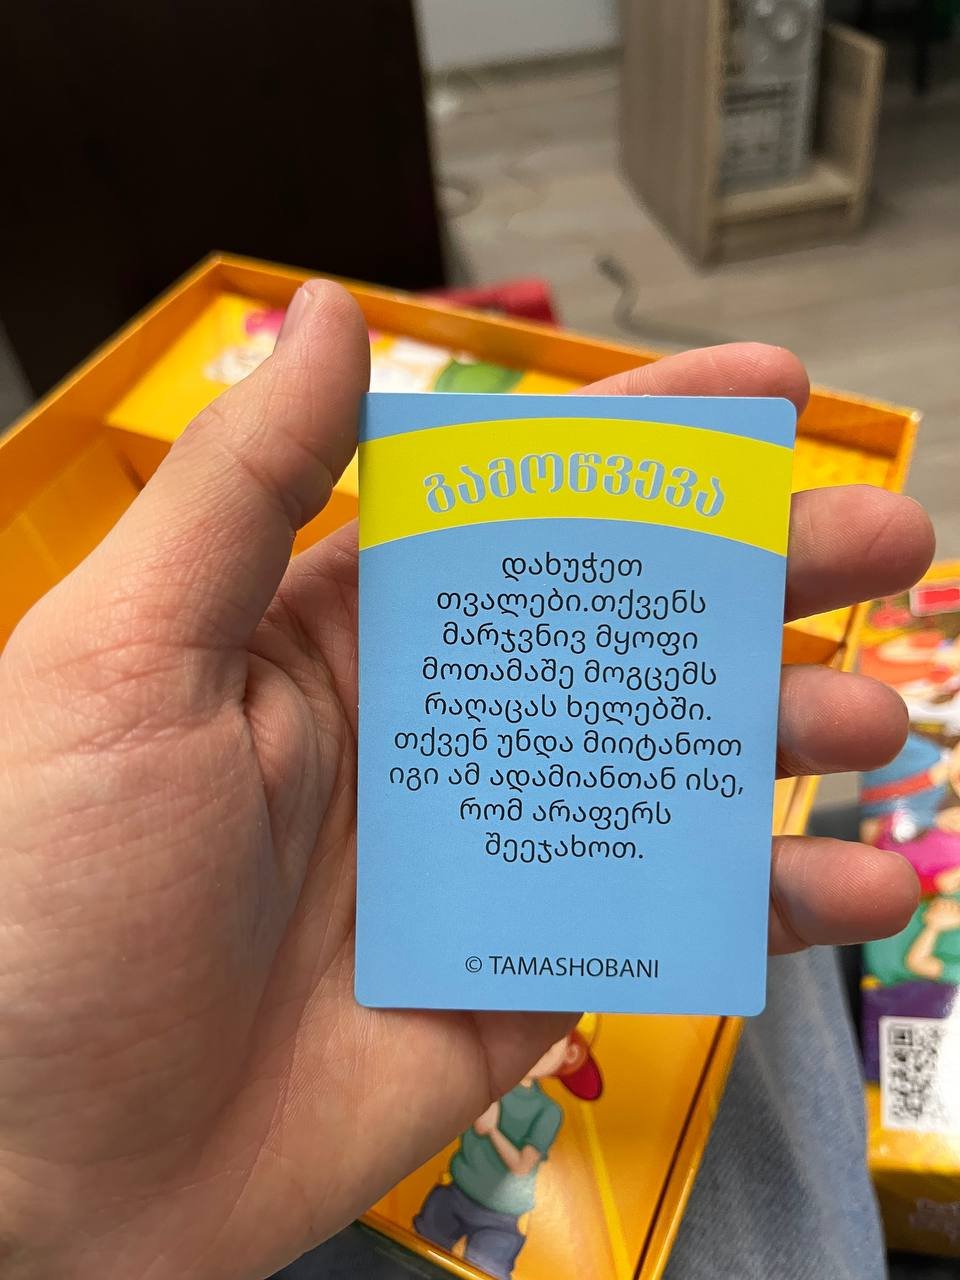 გამოწვევა
დახუჭეთ
თვალები.თქვენს
მარჯვნივ მყოფი
მოთამაშე მოგცემს
რაღაცას ხელებში.
თქვენ უნდა მიიტანოთ
იგი ამ ადამიანთან ისე,
რომ არაფერს
შეეჯახოთ.
© TAMASHOBANI